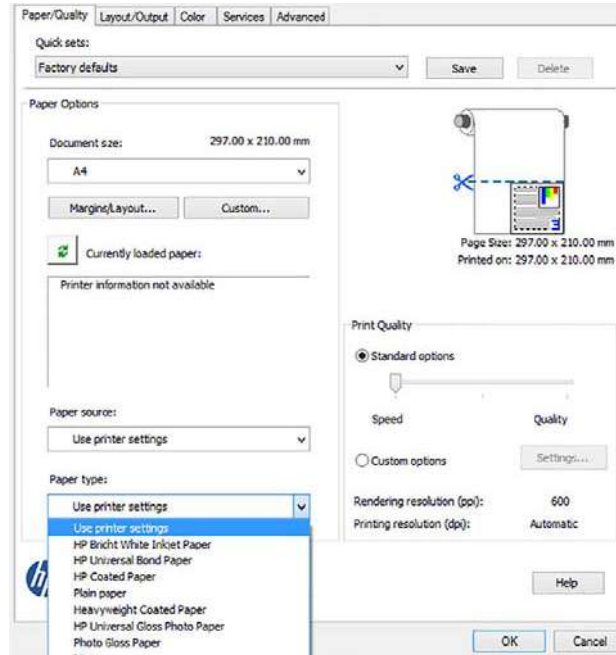 Paper/Quality Layout/Output Color Services Advanced
Quick sets:
Factory defaults Save Delete
Paper Options
Document size: 297.00 x 210.00 mm
A4
Margins/Layout... Custom...
Currently loaded paper:
Printer information not available
Page Size: 297.00 x 210.00 mm
Printed on: 297.00 x 210.00 mm
Print Quality
Standard options
Speed Quality
Custom options Settings...
Rendering resolution (ppi): 600
Printing resolution (dpi): Automatic
Paper source:
Use printer settings
Paper type:
Use printer settings
Use printer settings
HP Bright White Inkjet Paper
HP Universal Bond Paper
HP Coated Paper
Plain paper
Heavyweight Coated Paper
HP Universal Gloss Photo Paper
Photo Gloss Paper
hp
Help
OK Cancel